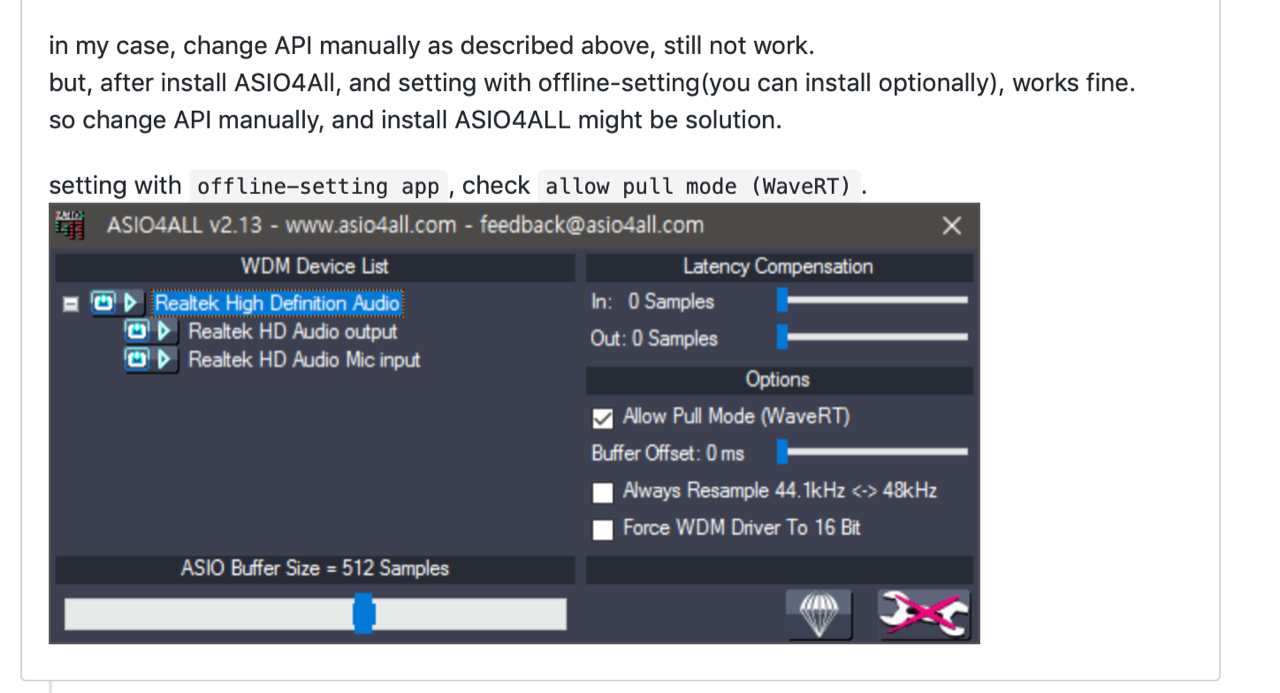 in my case, change API manually as described above, still not work.
but, after install ASIO4All, and setting with offline-setting(you can install optionally), works fine.
so change API manually, and install ASIO4ALL might be solution.
setting with offline-setting app , check allow pull mode (WaveRT) .
ASIO4ALL v2.13 - www.asio4all.com - feedback@asio4all.com
WDM Device List
Realtek High Definition Audio
Realtek HD Audio output
Realtek HD Audio Mic input
ASIO Buffer Size = 512 Samples
Latency Compensation
In: 0 Samples
Out: 0 Samples
Options
Allow Pull Mode (WaveRT)
Buffer Offset: 0 ms
Always Resample 44.1kHz <-> 48kHz
Force WDM Driver To 16 Bit